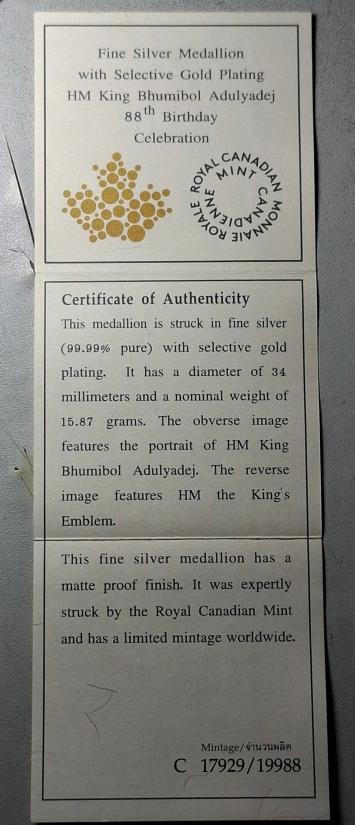 Fine Silver Medallion
with Selective Gold Plating
HM King Bhumibol Adulyadej
88th Birthday
Celebration
ROYAL CANADIAN MINT
MONNAIE ROYALE CANADIENNE
Certificate of Authenticity
This medallion is struck in fine silver
(99.99% pure) with selective gold
plating. It has a diameter of 34
millimeters and a nominal weight of
15.87 grams. The obverse image
features the portrait of HM King
Bhumibol Adulyadej. The reverse
image features HM the King's
Emblem.
This fine silver medallion has a
matte proof finish. It was expertly
struck by the Royal Canadian Mint
and has a limited mintage worldwide.
Mintage/จำนวนผลิต
C 17929/19988